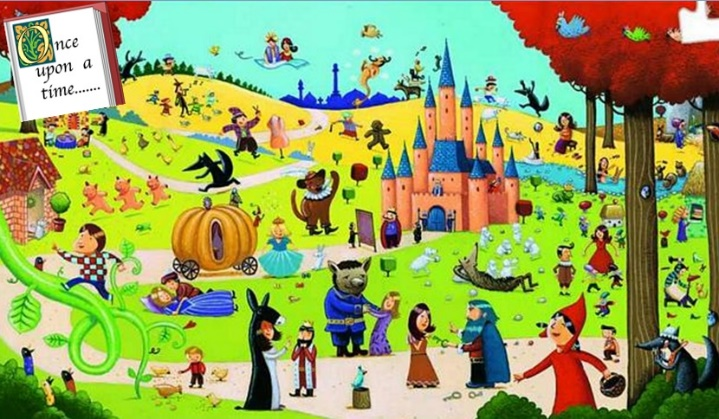 Once
upon a
time.......